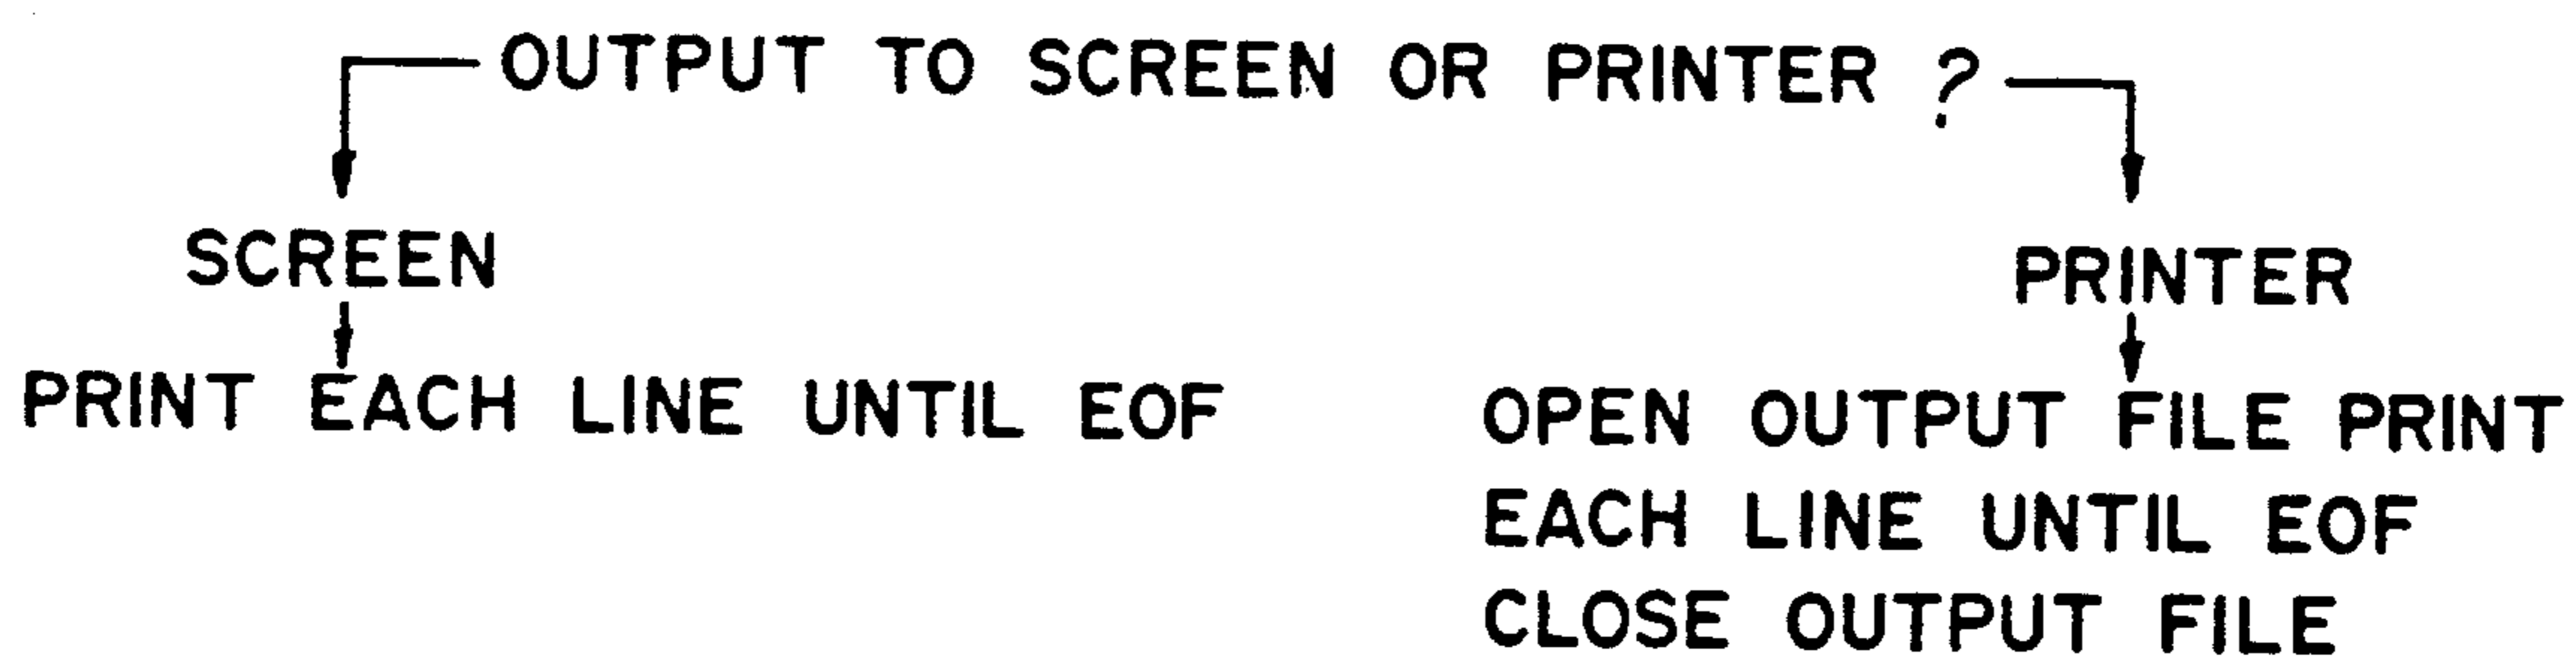 OUTPUT TO SCREEN OR PRINTER ?
SCREEN
PRINTER
PRINT EACH LINE UNTIL EOF
OPEN OUTPUT FILE PRINT
EACH LINE UNTIL EOF
CLOSE OUTPUT FILE